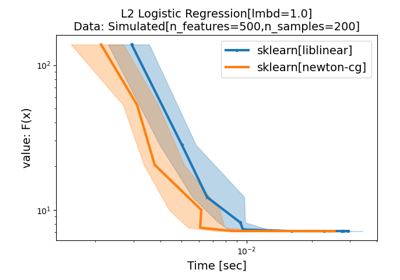 L2 Logistic Regression[lmbd=1.0]
Data: Simulated[n_features=500,n_samples=200]
sklearn[liblinear]
sklearn[newton-cg]
value: F(x)
10²
10¹
10⁻²
Time [sec]